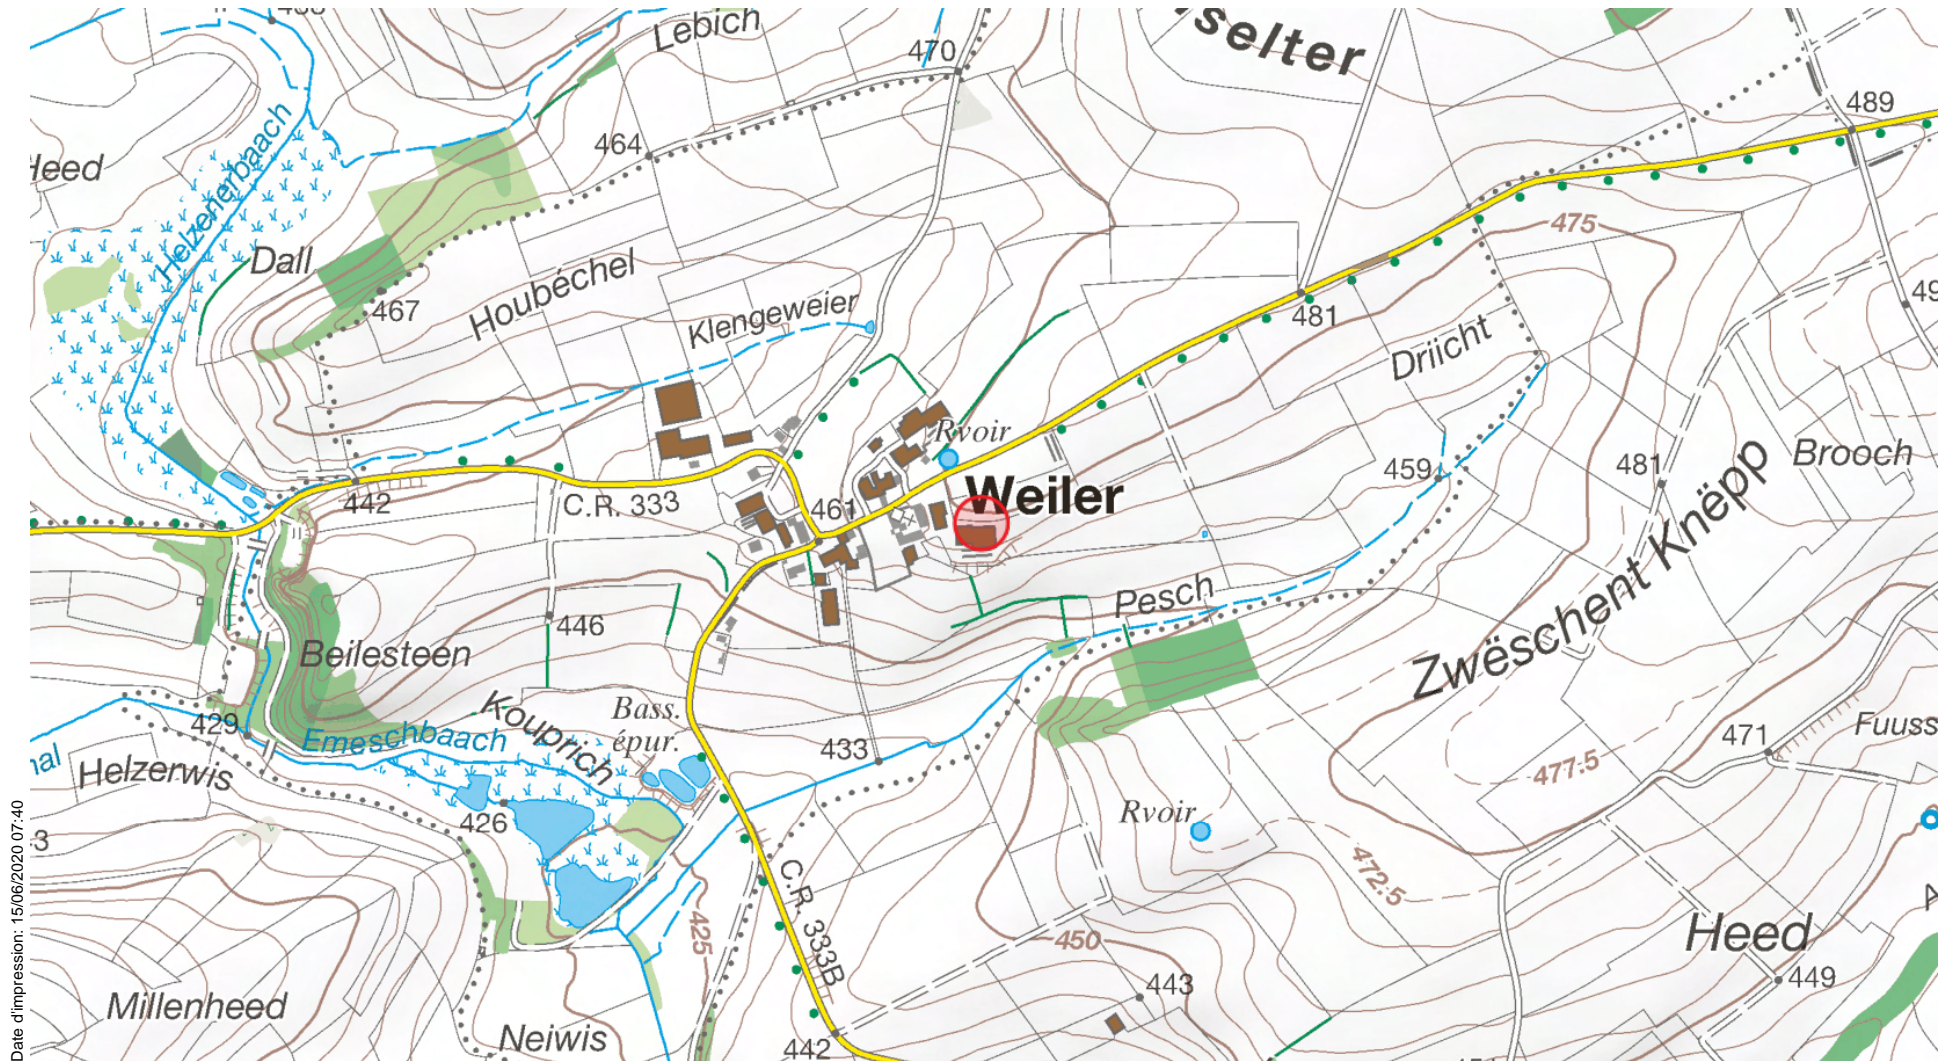 Lebich
selter
470
489
Heed
Helzenerbaach
464
475
Dall
Houbéchel
467
Klengeweier
481
Driicht
Rvoir
Brooch
459
481
442
C.R. 333
461
Weiler
Zwëschent Knëpp
Pesch
446
Beilesteen
Kouprich
Bass.
épur.
429
Emeschbaach
433
471
Fuuss
Helzerwis
477.5
426
Rvoir
472.5
C.R. 333B
425
450
Heed
449
443
Millenheed
Neiwis
442
Date d'impression: 15/06/2020 07:40